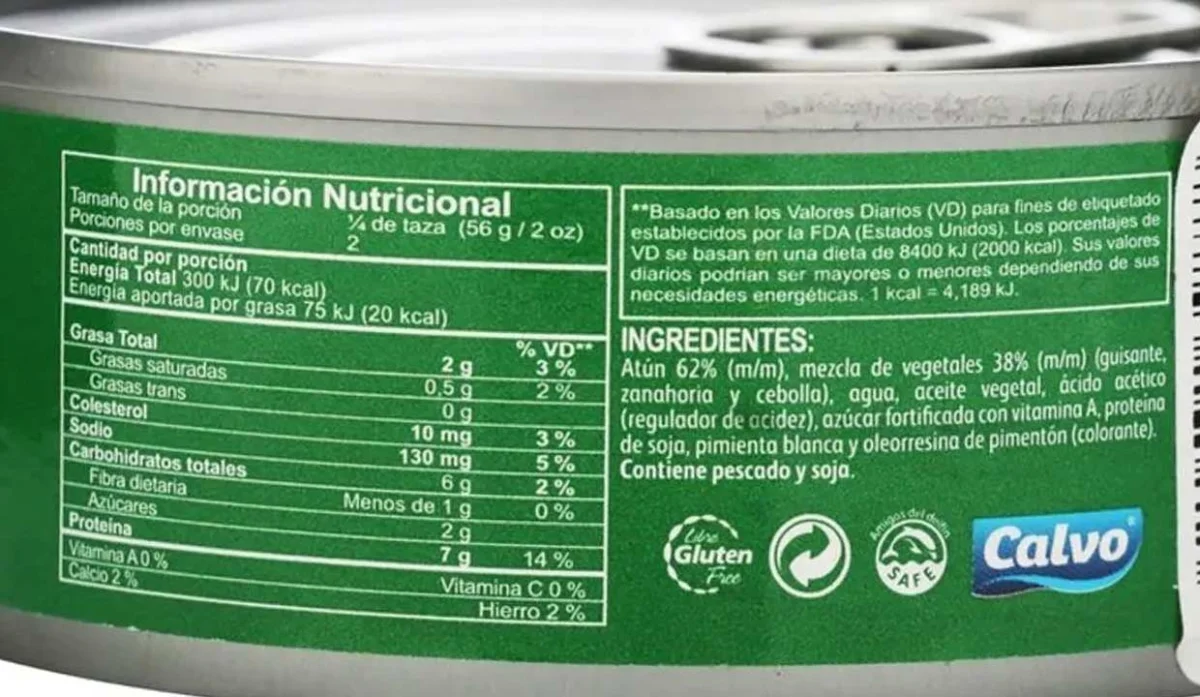 Información Nutricional
Tamaño de la porción ¼ de taza (56 g / 2 oz)
Porciones por envase 2
Cantidad por porción
Energía Total 300 kJ (70 kcal)
Energía aportada por grasa 75 kJ (20 kcal)
% VD**
Grasa Total 2 g 3 %
Grasas saturadas 0,5 g 2 %
Grasas trans 0 g
Colesterol 10 mg 3 %
Sodio 130 mg 5 %
Carbohidratos totales 6 g 2 %
Fibra dietaria Menos de 1 g 0 %
Azúcares 2 g
Proteína 7 g 14 %
Vitamina A 0 % Vitamina C 0 %
Calcio 2 % Hierro 2 %
**Basado en los Valores Diarios (VD) para fines de etiquetado
establecidos por la FDA (Estados Unidos). Los porcentajes de
VD se basan en una dieta de 8400 kJ (2000 kcal). Sus valores
diarios podrían ser mayores o menores dependiendo de sus
necesidades energéticas. 1 kcal = 4,189 kJ.
INGREDIENTES:
Atún 62% (m/m), mezcla de vegetales 38% (m/m) (guisante,
zanahoria y cebolla), agua, aceite vegetal, ácido acético
(regulador de acidez), azúcar fortificada con vitamina A, proteína
de soja, pimienta blanca y oleorresina de pimentón (colorante).
Contiene pescado y soja.
Libre
Gluten
Free
Amigos del delfín
SAFE
Calvo